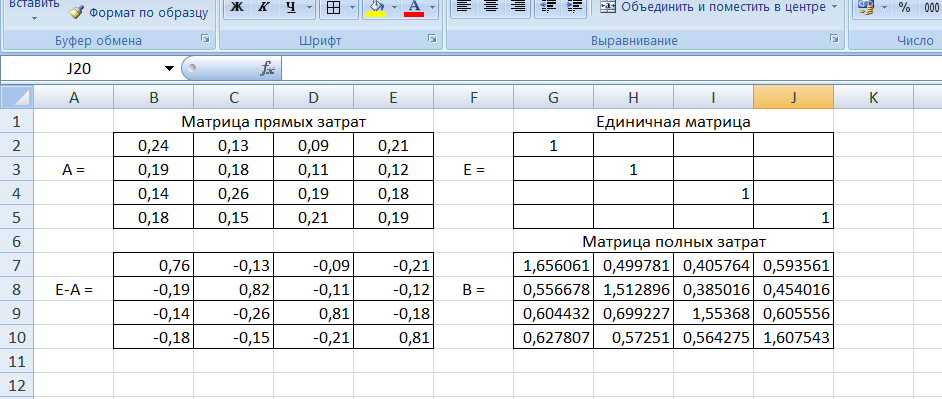 Вставить Ж К Ч А Объединить и поместить в центре % 000
Формат по образцу
Буфер обмена Шрифт Выравнивание Число
J20 fx
A B C D E F G H I J K
1 Матрица прямых затрат Единичная матрица
2 0,24 0,13 0,09 0,21 1
3 A = 0,19 0,18 0,11 0,12 E = 1
4 0,14 0,26 0,19 0,18 1
5 0,18 0,15 0,21 0,19 1
6 Матрица полных затрат
7 0,76 -0,13 -0,09 -0,21 1,656061 0,499781 0,405764 0,593561
8 E-A = -0,19 0,82 -0,11 -0,12 B = 0,556678 1,512896 0,385016 0,454016
9 -0,14 -0,26 0,81 -0,18 0,604432 0,699227 1,55368 0,605556
10 -0,18 -0,15 -0,21 0,81 0,627807 0,57251 0,564275 1,607543
11
12